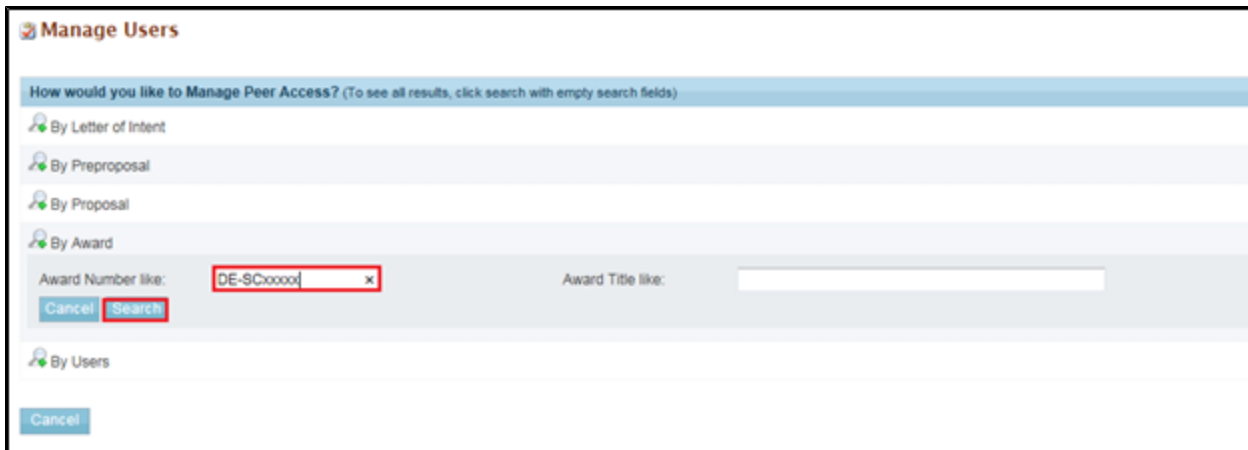 Manage Users
How would you like to Manage Peer Access? (To see all results, click search with empty search fields)
By Letter of Intent
By Preproposal
By Proposal
By Award
Award Number like: DE-SCxxxxx × Award Title like:
Cancel Search
By Users
Cancel